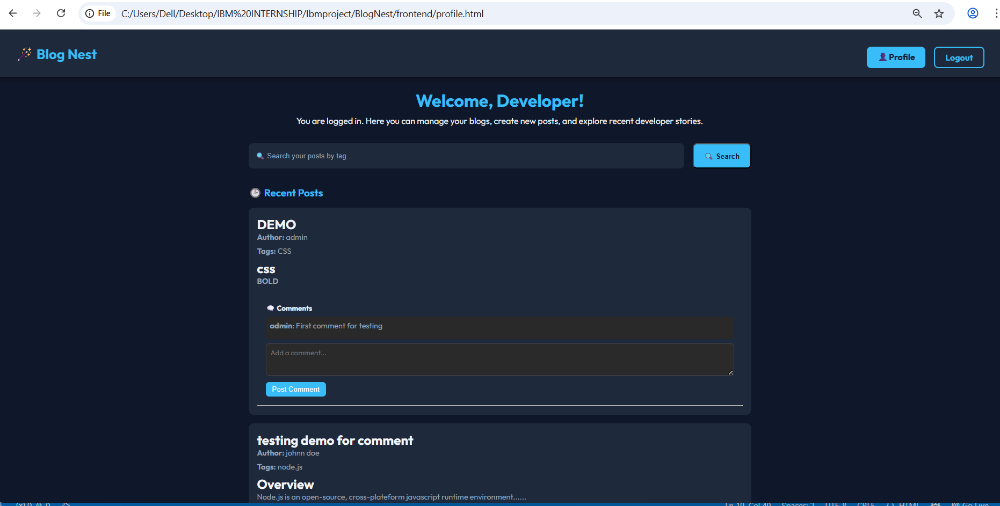 File C:/Users/Dell/Desktop/IBM%20INTERNSHIP/Ibmproject/BlogNest/frontend/profile.html
Blog Nest
Profile
Logout
Welcome, Developer!
You are logged in. Here you can manage your blogs, create new posts, and explore recent developer stories.
Search your posts by tag...
Search
Recent Posts
DEMO
Author: admin
Tags: CSS
css
BOLD
Comments
admin: First comment for testing
Add a comment...
Post Comment
testing demo for comment
Author: johnn doe
Tags: node.js
Overview
Node.js is an open-source, cross-plateform javascript runtime environment......
Ln 19, Col 49 Spaces: 2 UTF-8 CRLF HTML Go Live